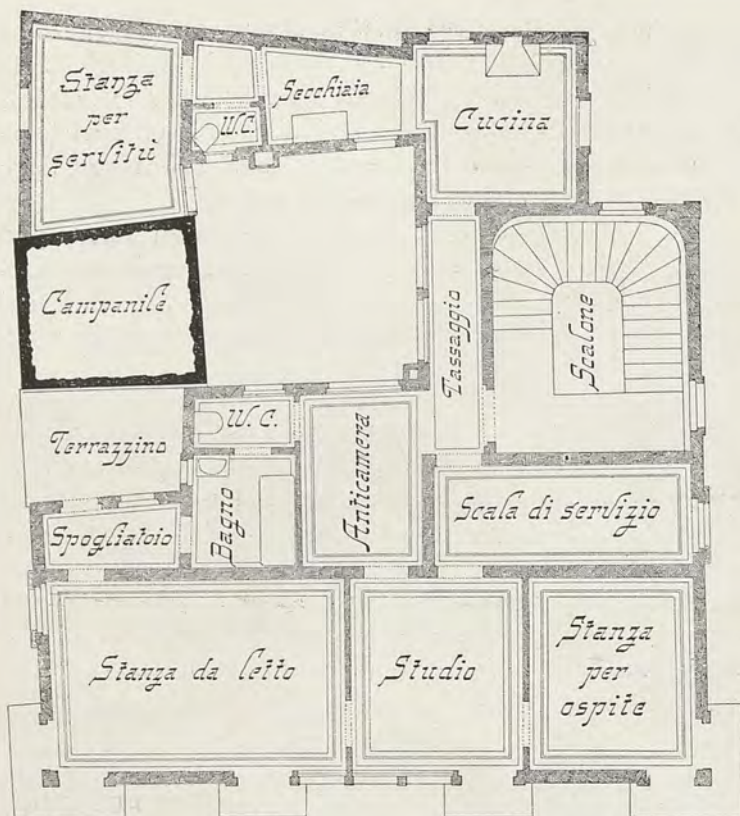 Stanza
per
servitù
W.C.
Secchiaia
Cucina
Campanile
Passaggio
Scalone
Terrazzino
W.C.
Bagno
Anticamera
Scala di servizio
Spogliatoio
Stanza da letto
Studio
Stanza
per
ospite